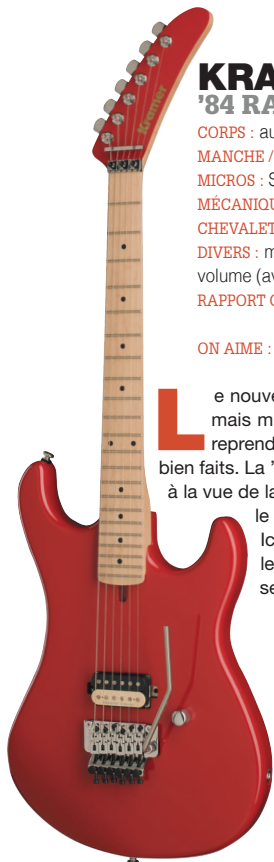 Kramer
KRA
'84 RA
CORPS : au
MANCHE /
MICROS : S
MÉCANIQU
CHEVALET
DIVERS : m
volume (av
RAPPORT Q
ON AIME :
Le nouve
mais m
reprend
bien faits. La '
à la vue de la
le
Ic
le
se